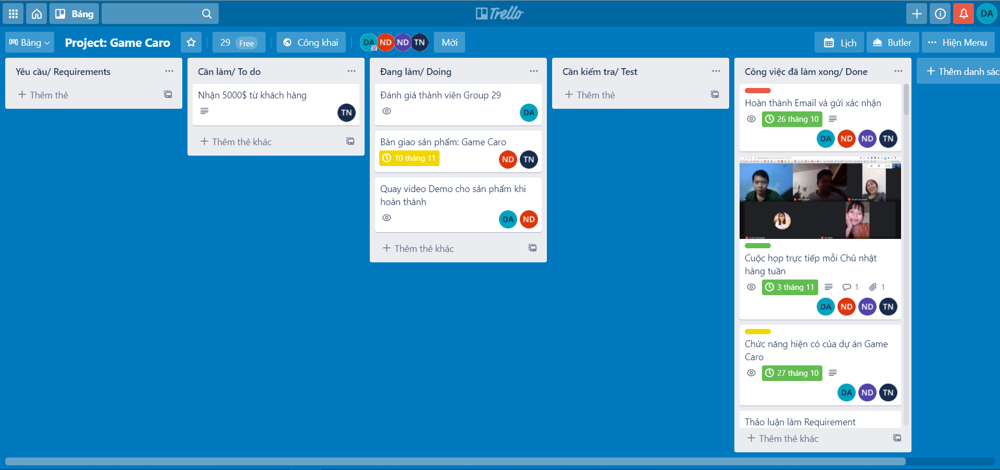 Bảng
Trello
DA
Bảng
Project: Game Caro
29 Free
Công khai
DA ND ND TN
Mời
Lịch
Butler
Hiện Menu
Yêu cầu/ Requirements
Thêm thẻ
Cần làm/ To do
Nhận 5000$ từ khách hàng
TN
Thêm thẻ khác
Đang làm/ Doing
Đánh giá thành viên Group 29
DA
Bàn giao sản phẩm: Game Caro
10 tháng 11
ND TN
Quay video Demo cho sản phẩm khi
hoàn thành
DA ND
Thêm thẻ khác
Cần kiểm tra/ Test
Thêm thẻ
Công việc đã làm xong/ Done
Hoàn thành Email và gửi xác nhận
26 tháng 10
DA ND ND TN
Cuộc họp trực tiếp mỗi Chủ nhật
hàng tuần
3 tháng 11 1 1
DA ND ND TN
Chức năng hiện có của dự án Game
Caro
27 tháng 10
DA ND TN
Thảo luận làm Requirement
Thêm thẻ khác
Thêm danh sác